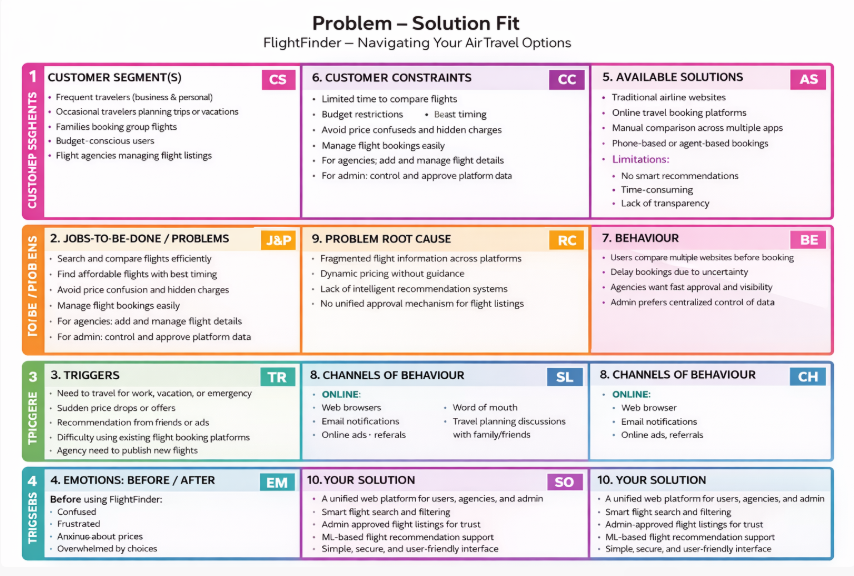 Problem – Solution Fit
FlightFinder – Navigating Your Air Travel Options
1
CUSTOMEP SSGHENTS
CUSTOMER SEGMENT(S)
CS
• Frequent travelers (business & personal)
• Occasional travelers planning trips or vacations
• Families booking group flights
• Budget-conscious users
• Flight agencies managing flight listings
6. CUSTOMER CONSTRAINTS
CC
• Limited time to compare flights
• Budget restrictions • Beast timing
• Avoid price confuseds and hidden charges
• Manage flight bookings easily
• For agencies; add and manage flight details
• For admin: control and approve platform data
5. AVAILABLE SOLUTIONS
AS
• Traditional airline websites
• Online travel booking platforms
• Manual comparison across multiple apps
• Phone-based or agent-based bookings
• Limitations:
• No smart recommendations
• Time-consuming
• Lack of transparency
2. JOBS-TO-BE-DONE / PROBLEMS
J&P
• Search and compare flights efficiently
• Find affordable flights with best timing
• Avoid price confusion and hidden charges
• Manage flight bookings easily
• For agencies: add and manage flight details
• For admin: control and approve platform data
9. PROBLEM ROOT CAUSE
RC
• Fragmented flight information across platforms
• Dynamic pricing without guidance
• Lack of intelligent recommendation systems
• No unified approval mechanism for flight listings
7. BEHAVIOUR
BE
• Users compare multiple websites before booking
• Delay bookings due to uncertainty
• Agencies want fast approval and visibility
• Admin prefers centralized control of data
3
TPICGERE
3. TRIGGERS
TR
• Need to travel for work, vacation, or emergency
• Sudden price drops or offers
• Recommendation from friends or ads
• Difficulty using existing flight booking platforms
• Agency need to publish new flights
8. CHANNELS OF BEHAVIOUR
SL
• ONLINE:
• Web browsers
• Email notifications
• Online ads · referrals
• Word of mouth
• Travel planning discussions
with family/friends
8. CHANNELS OF BEHAVIOUR
CH
• ONLINE:
• Web browser
• Email notifications
• Online ads, referrals
4
TRIGSERS
4. EMOTIONS: BEFORE / AFTER
EM
Before using FlightFinder:
• Confused
• Frustrated
• Anxinus about prices
• Overwhelmed by choices
10. YOUR SOLUTION
SO
• A unified web platform for users, agencies, and admin
• Smart flight search and filtering
• Admin approved flight listings for trust
• ML-based flight recommendation support
• Simple, secure, and user-friendly interface
10. YOUR SOLUTION
• A unified web platform for users, agencies, and admin
• Smart flight search and filtering
• Admin-approved flight listings for trust
• ML-based flight recommendation support
• Simple, secure, and user-friendly interface